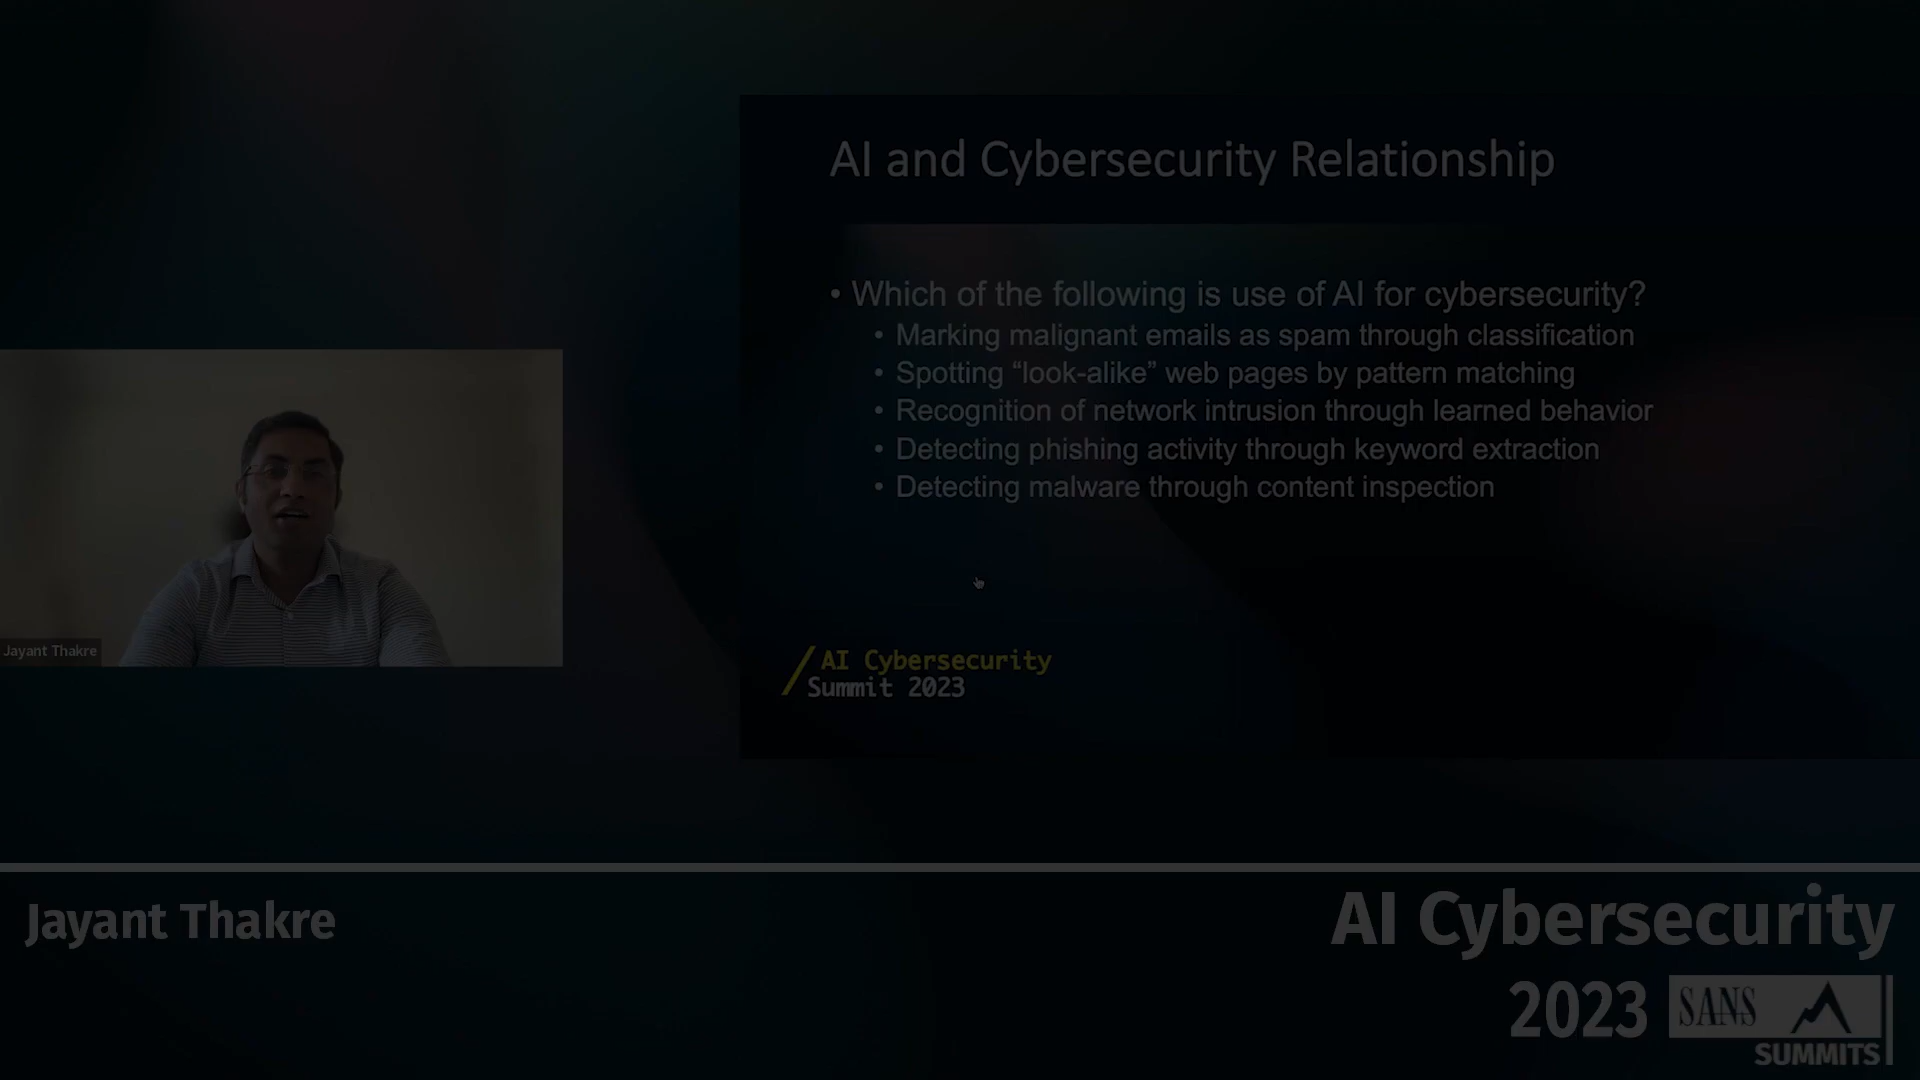 AI and Cybersecurity Relationship
• Which of the following is use of AI for cybersecurity?
• Marking malignant emails as spam through classification
• Spotting “look-alike” web pages by pattern matching
• Recognition of network intrusion through learned behavior
• Detecting phishing activity through keyword extraction
• Detecting malware through content inspection
Jayant Thakre
AI Cybersecurity
Summit 2023
Jayant Thakre
AI Cybersecurity
2023
SANS
SUMMITS